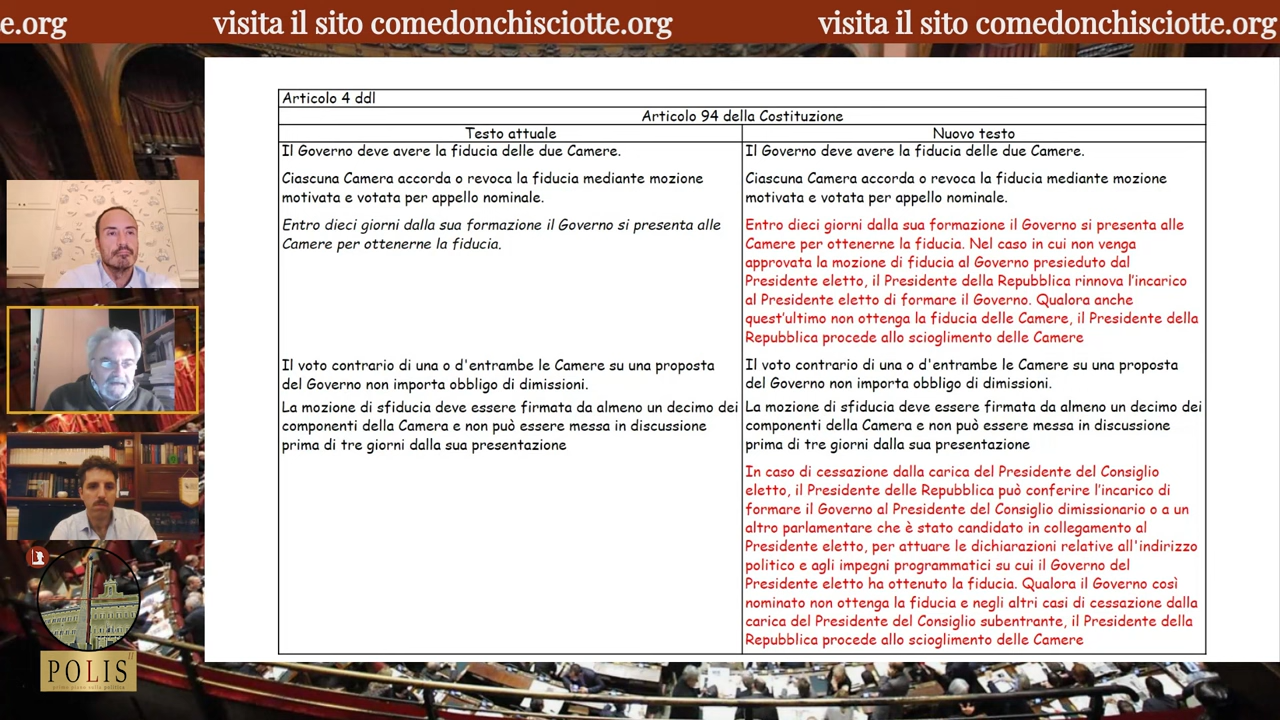 e.org
visita il sito comedonchisciotte.org
visita il sito comedonchisciotte.org
Articolo 4 ddl
Articolo 94 della Costituzione
Testo attuale
Il Governo deve avere la fiducia delle due Camere.
Ciascuna Camera accorda o revoca la fiducia mediante mozione
motivata e votata per appello nominale.
Entro dieci giorni dalla sua formazione il Governo si presenta alle
Camere per ottenerne la fiducia.
Il voto contrario di una o d'entrambe le Camere su una proposta
del Governo non importa obbligo di dimissioni.
La mozione di sfiducia deve essere firmata da almeno un decimo dei
componenti della Camera e non può essere messa in discussione
prima di tre giorni dalla sua presentazione
Nuovo testo
Il Governo deve avere la fiducia delle due Camere.
Ciascuna Camera accorda o revoca la fiducia mediante mozione
motivata e votata per appello nominale.
Entro dieci giorni dalla sua formazione il Governo si presenta alle
Camere per ottenerne la fiducia. Nel caso in cui non venga
approvata la mozione di fiducia al Governo presieduto dal
Presidente eletto, il Presidente della Repubblica rinnova l'incarico
al Presidente eletto di formare il Governo. Qualora anche
quest'ultimo non ottenga la fiducia delle Camere, il Presidente della
Repubblica procede allo scioglimento delle Camere
Il voto contrario di una o d'entrambe le Camere su una proposta
del Governo non importa obbligo di dimissioni.
La mozione di sfiducia deve essere firmata da almeno un decimo dei
componenti della Camera e non può essere messa in discussione
prima di tre giorni dalla sua presentazione
In caso di cessazione dalla carica del Presidente del Consiglio
eletto, il Presidente delle Repubblica può conferire l'incarico di
formare il Governo al Presidente del Consiglio dimissionario o a un
altro parlamentare che è stato candidato in collegamento al
Presidente eletto, per attuare le dichiarazioni relative all'indirizzo
politico e agli impegni programmatici su cui il Governo del
Presidente eletto ha ottenuto la fiducia. Qualora il Governo così
nominato non ottenga la fiducia e negli altri casi di cessazione dalla
carica del Presidente del Consiglio subentrante, il Presidente della
Repubblica procede allo scioglimento delle Camere
POLIS
primo piano sulla politica